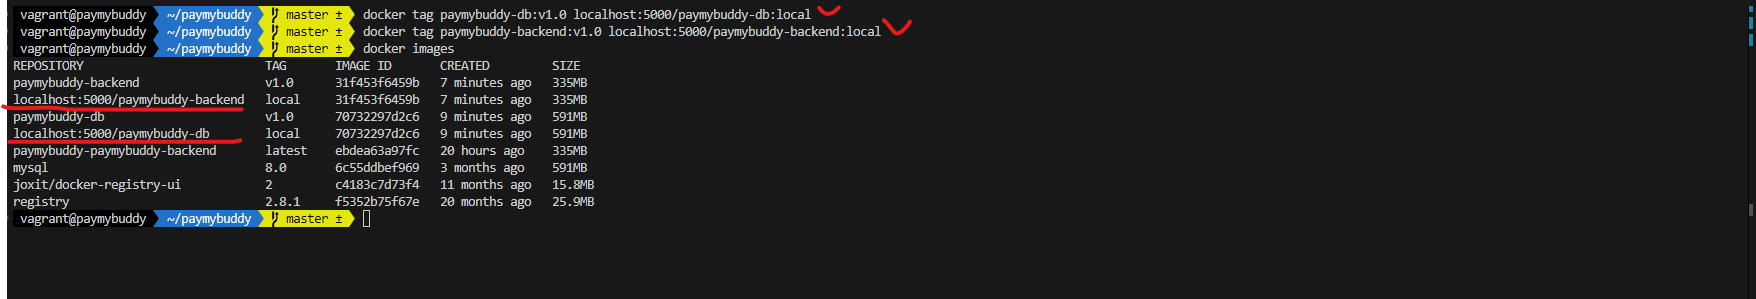 vagrant@paymybuddy ~/paymybuddy master ± docker tag paymybuddy-db:v1.0 localhost:5000/paymybuddy-db:local
vagrant@paymybuddy ~/paymybuddy master ± docker tag paymybuddy-backend:v1.0 localhost:5000/paymybuddy-backend:local
vagrant@paymybuddy ~/paymybuddy master ± docker images
REPOSITORY TAG IMAGE ID CREATED SIZE
paymybuddy-backend v1.0 31f453f6459b 7 minutes ago 335MB
localhost:5000/paymybuddy-backend local 31f453f6459b 7 minutes ago 335MB
paymybuddy-db v1.0 70732297d2c6 9 minutes ago 591MB
localhost:5000/paymybuddy-db local 70732297d2c6 9 minutes ago 591MB
paymybuddy-paymybuddy-backend latest ebdea63a97fc 20 hours ago 335MB
mysql 8.0 6c55ddbef969 3 months ago 591MB
joxit/docker-registry-ui 2 c4183c7d73f4 11 months ago 15.8MB
registry 2.8.1 f5352b75f67e 20 months ago 25.9MB
vagrant@paymybuddy ~/paymybuddy master ±